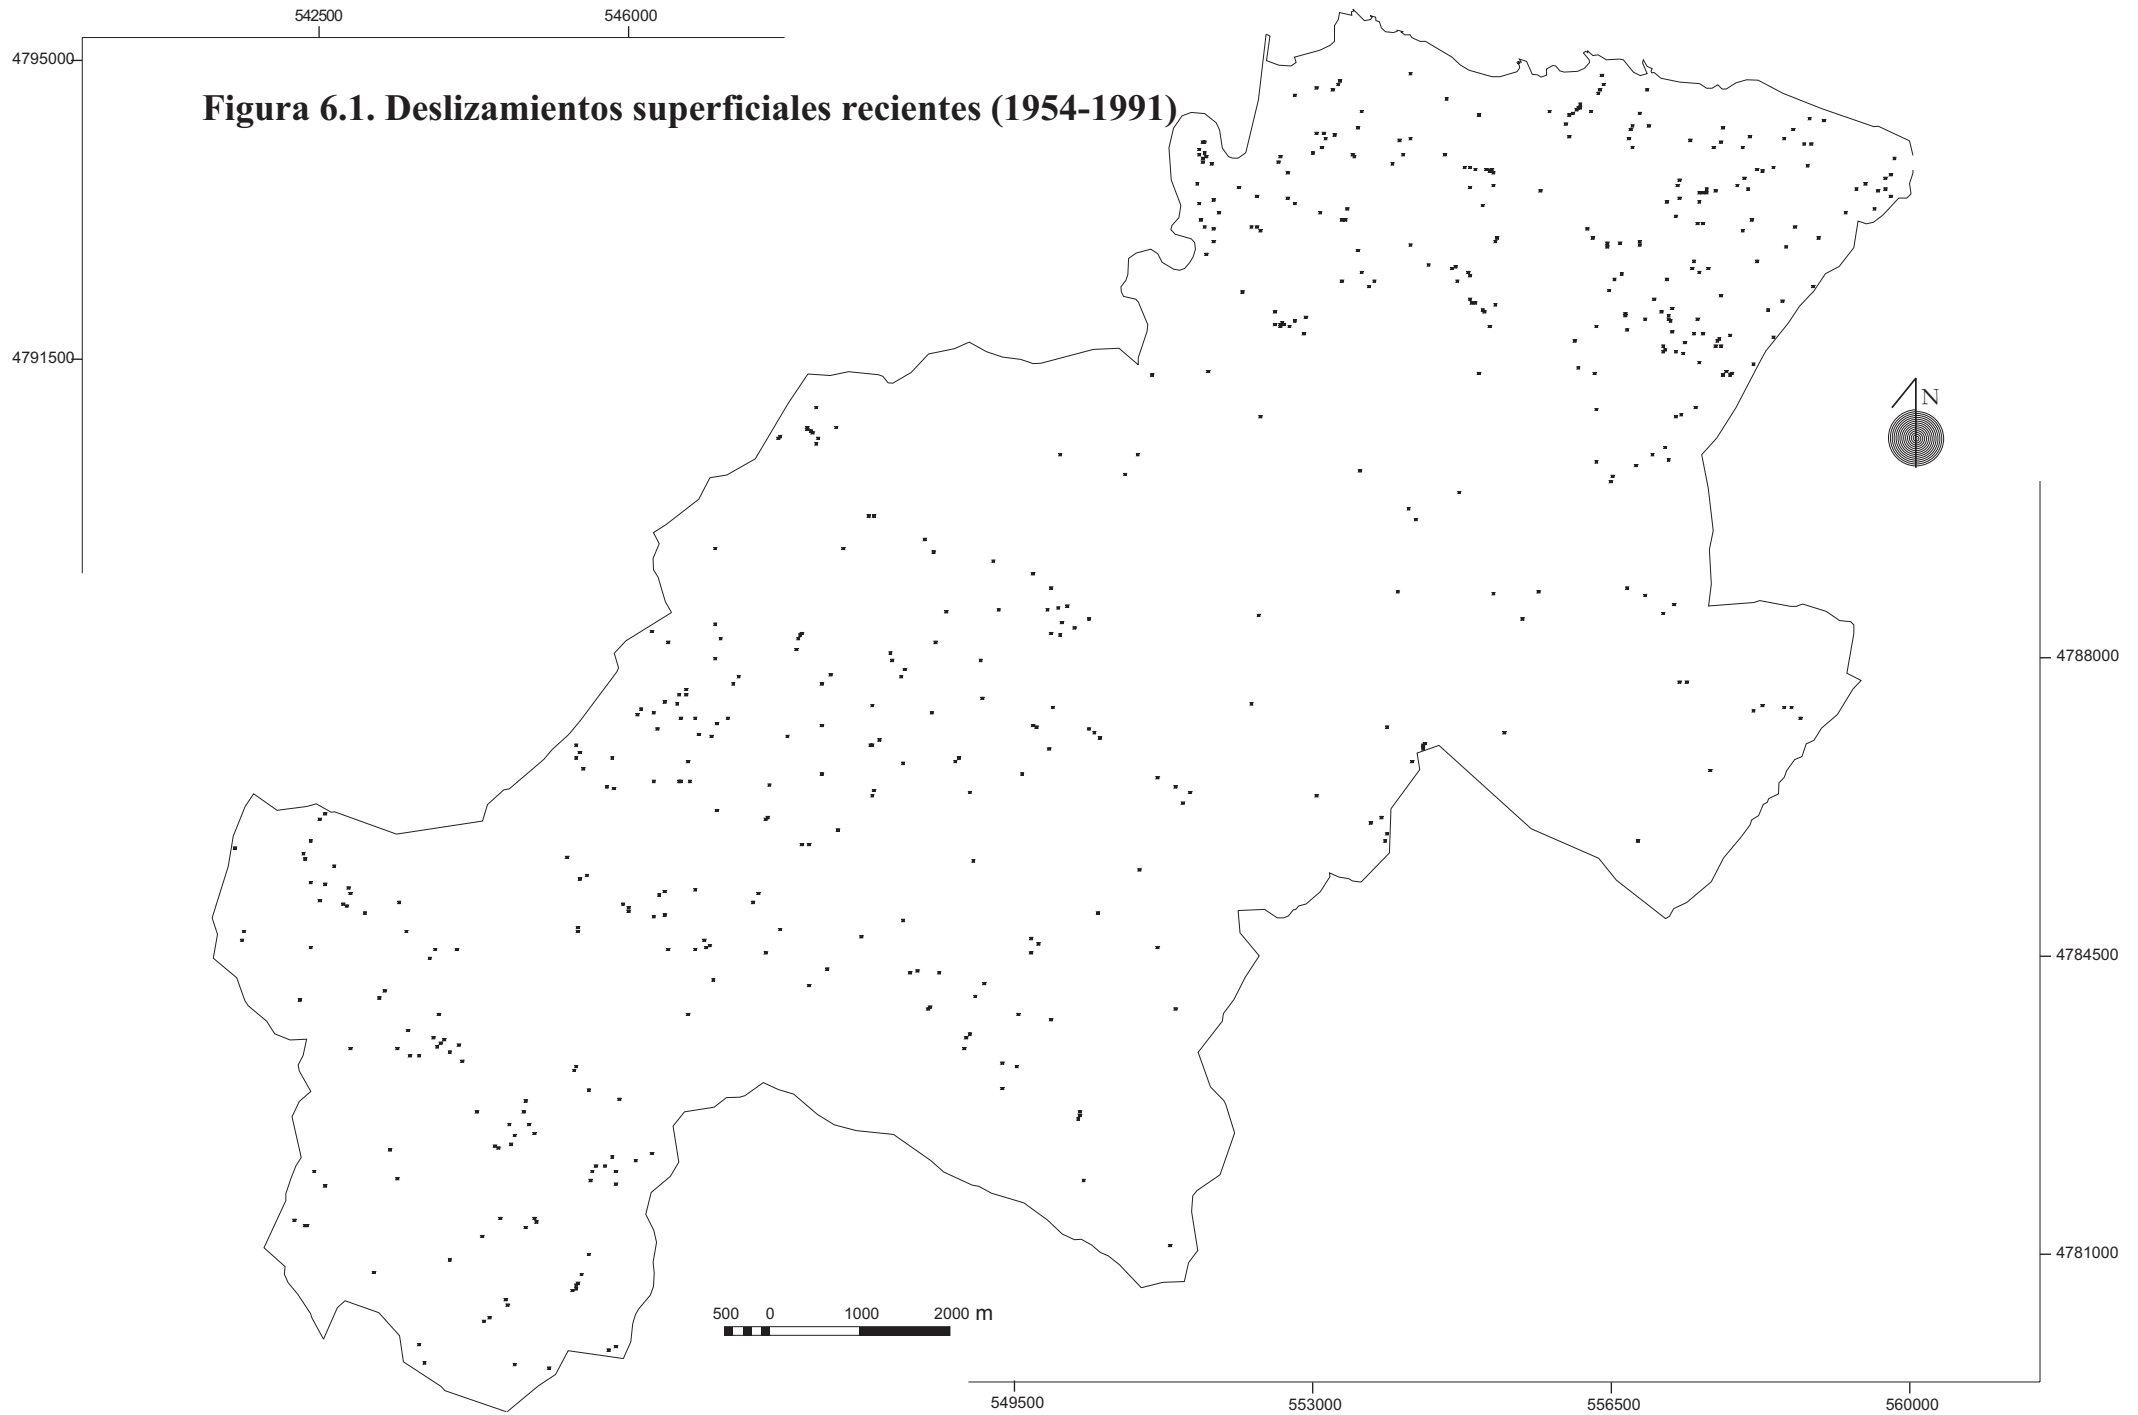 542500 546000
4795000
Figura 6.1. Deslizamientos superficiales recientes (1954-1991)
4791500
N
4788000
4784500
4781000
500 0 1000 2000 m
549500 553000 556500 560000